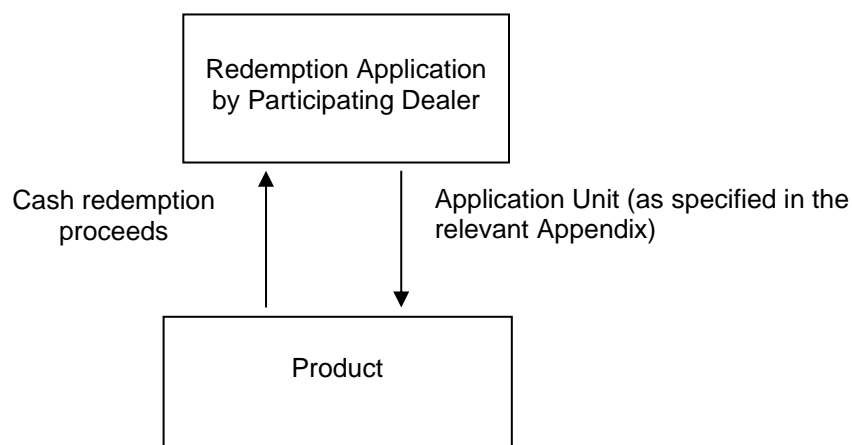 Redemption Application
by Participating Dealer
Cash redemption
proceeds
Application Unit (as specified in the
relevant Appendix)
Product